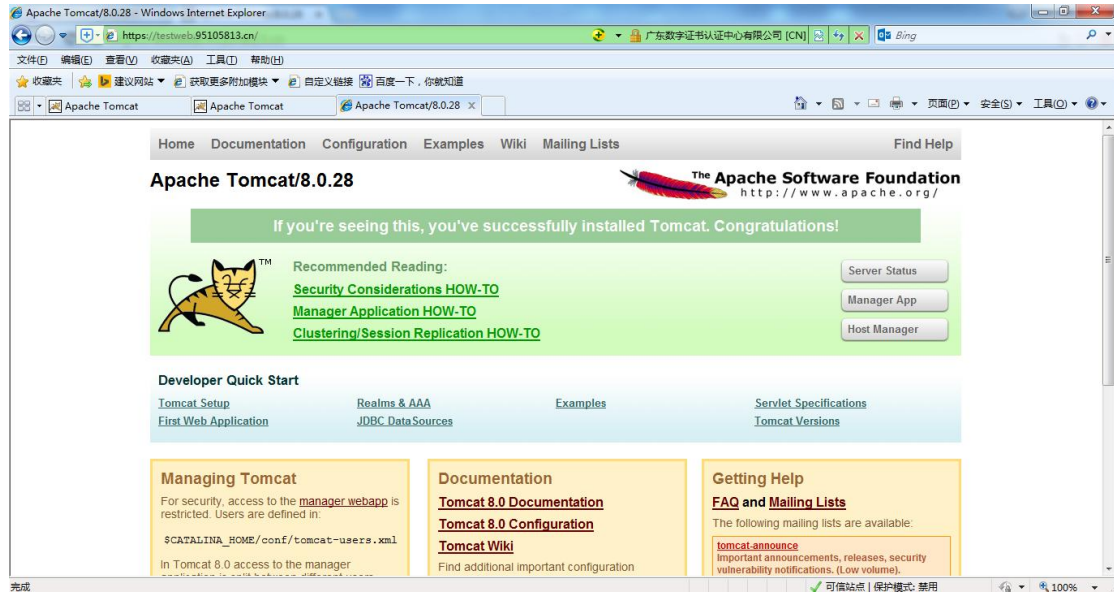 Apache Tomcat/8.0.28 - Windows Internet Explorer
https://testweb.95105813.cn/
广东数字证书认证中心有限公司 [CN]
Bing
文件(F) 编辑(E) 查看(V) 收藏夹(A) 工具(T) 帮助(H)
收藏夹 建议网站 获取更多附加模块 自定义链接 百度一下，你就知道
Apache Tomcat Apache Tomcat Apache Tomcat/8.0.28 x 页面(P) 安全(S) 工具(O)
Home Documentation Configuration Examples Wiki Mailing Lists Find Help
Apache Tomcat/8.0.28
The Apache Software Foundation
http://www.apache.org/
If you're seeing this, you've successfully installed Tomcat. Congratulations!
TM
Recommended Reading:
Security Considerations HOW-TO
Manager Application HOW-TO
Clustering/Session Replication HOW-TO
Server Status
Manager App
Host Manager
Developer Quick Start
Tomcat Setup Realms & AAA Examples Servlet Specifications
First Web Application JDBC DataSources Tomcat Versions
Managing Tomcat
For security, access to the manager webapp is
restricted. Users are defined in:
$CATALINA_HOME/conf/tomcat-users.xml
In Tomcat 8.0 access to the manager
application is split between different users.
Documentation
Tomcat 8.0 Documentation
Tomcat 8.0 Configuration
Tomcat Wiki
Find additional important configuration
Getting Help
FAQ and Mailing Lists
The following mailing lists are available:
tomcat-announce
Important announcements, releases, security
vulnerability notifications. (Low volume).
完成 可信站点 | 保护模式: 禁用 100%